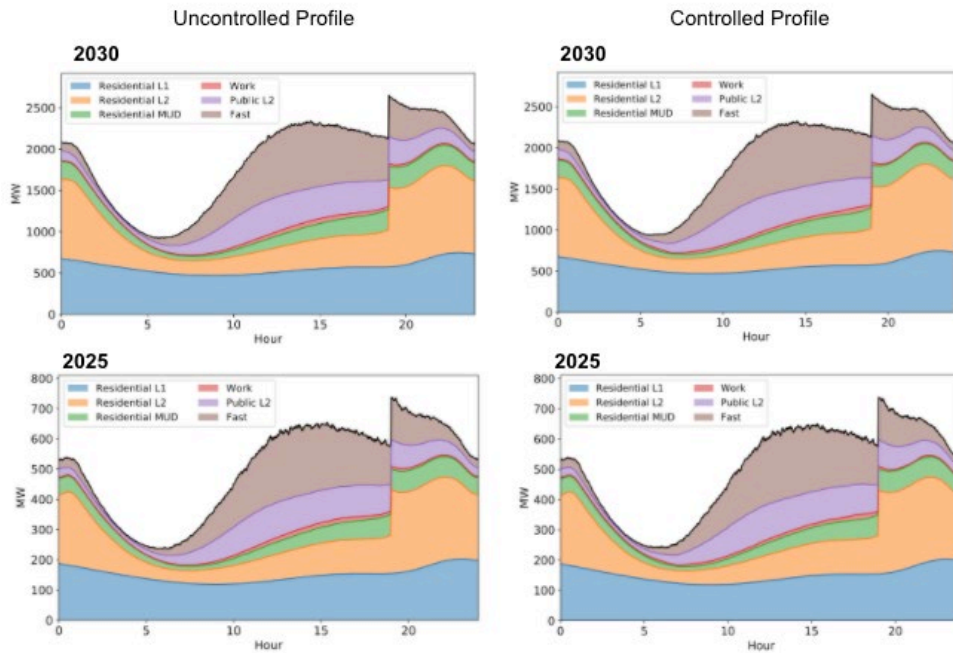 Uncontrolled Profile
Controlled Profile
2030
Residential L1
Residential L2
Residential MUD
Work
Public L2
Fast
MW
2500
2000
1500
1000
500
0
0 5 10 15 20
Hour
2030
Residential L1
Residential L2
Residential MUD
Work
Public L2
Fast
MW
2500
2000
1500
1000
500
0
0 5 10 15 20
Hour
2025
Residential L1
Residential L2
Residential MUD
Work
Public L2
Fast
MW
800
700
600
500
400
300
200
100
0
0 5 10 15 20
Hour
2025
Residential L1
Residential L2
Residential MUD
Work
Public L2
Fast
MW
800
700
600
500
400
300
200
100
0
0 5 10 15 20
Hour